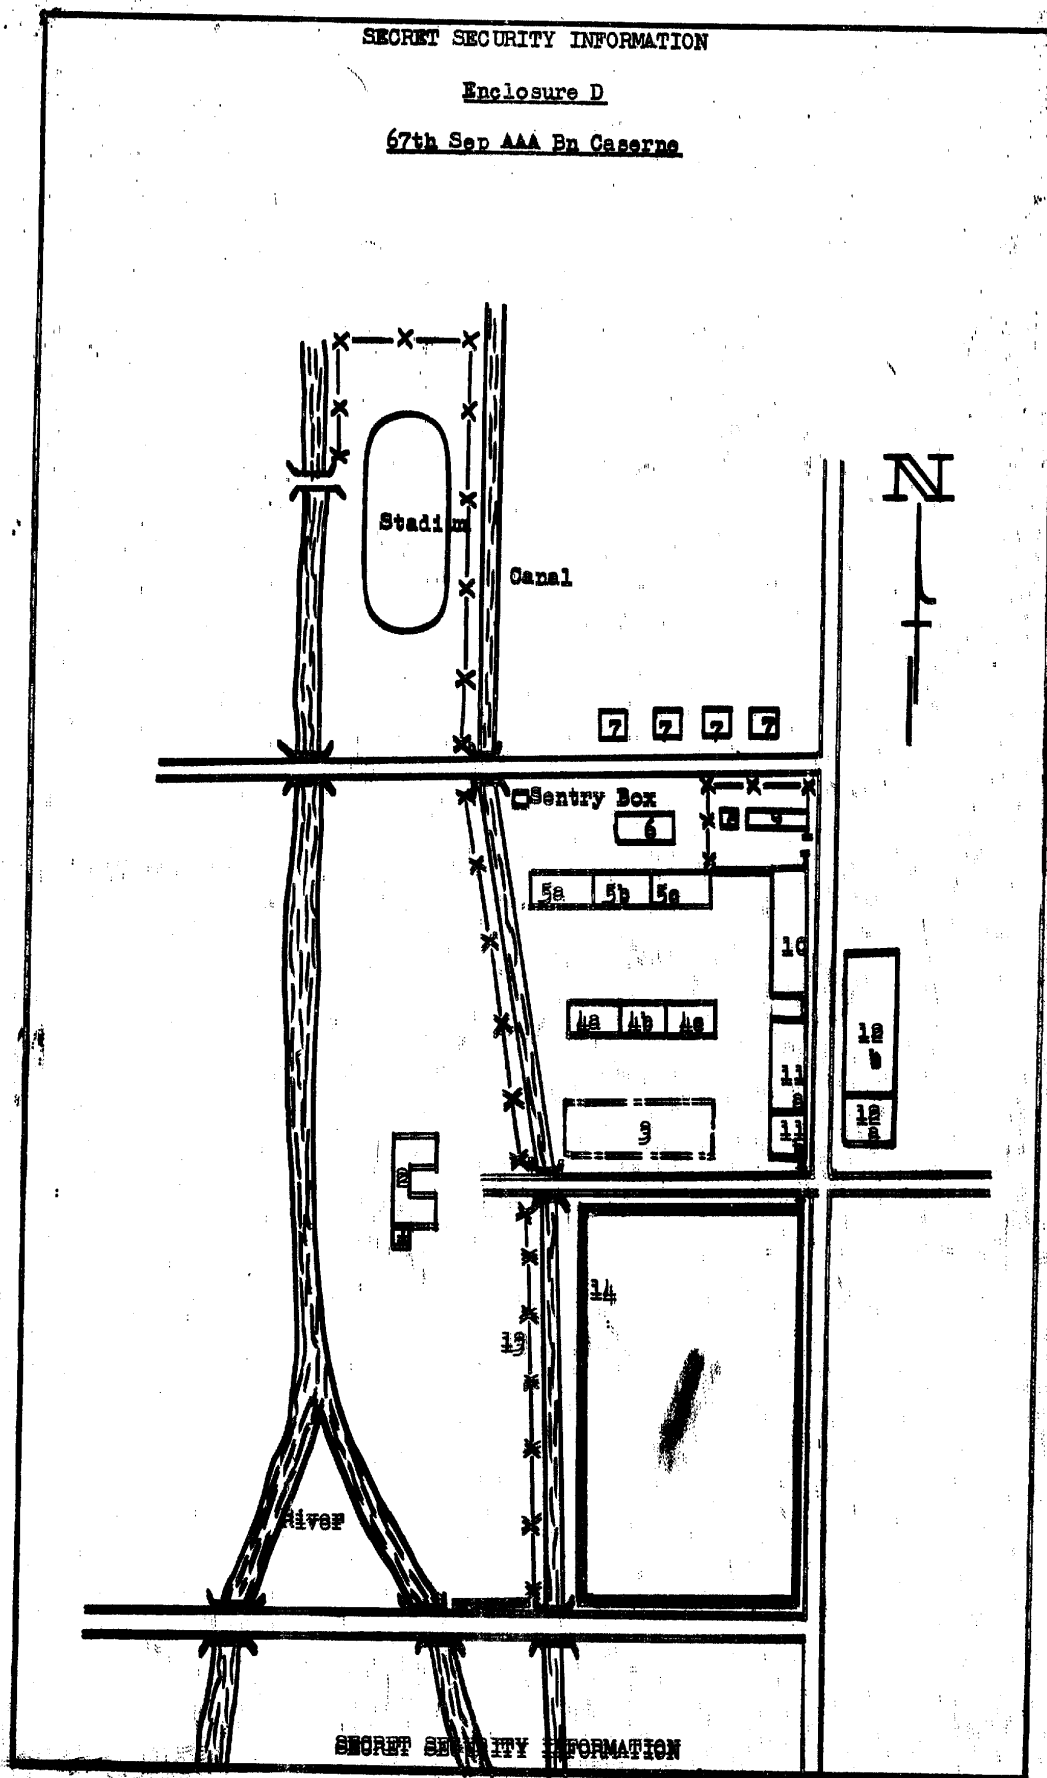 SECRET SECURITY INFORMATION
Enclosure D
67th Sep AAA Bn Caserne
N
Stadium
Canal
7 7 7 7
Sentry Box
6
9
5a 5b 5c
10
4a 4b 4c
12
b
11
3
12
11
2
14
13
River
SECRET SECURITY INFORMATION